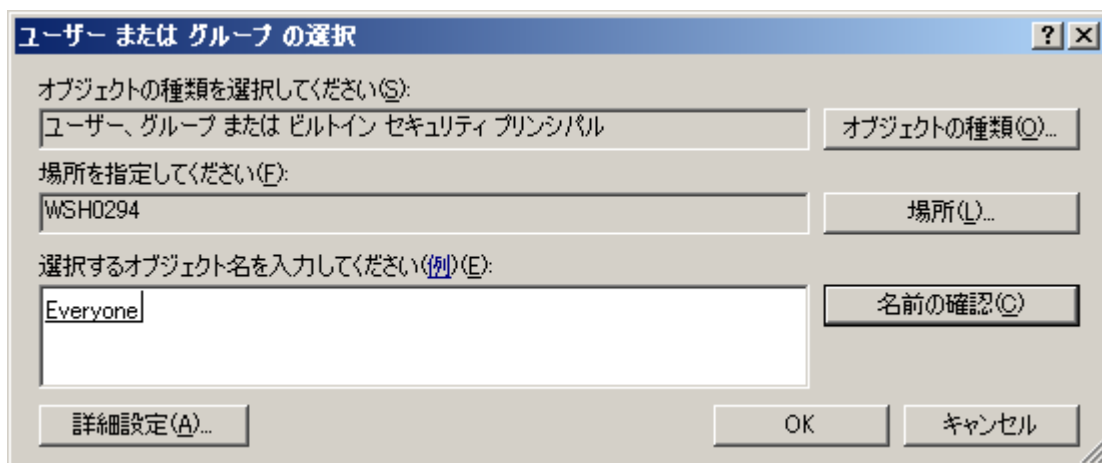 ユーザー または グループ の選択
オブジェクトの種類を選択してください(S):
ユーザー、グループ または ビルトイン セキュリティ プリンシパル
オブジェクトの種類(O)...
場所を指定してください(F):
WSH0294
場所(L)...
選択するオブジェクト名を入力してください(例)(E):
Everyone
名前の確認(C)
詳細設定(A)...
OK
キャンセル